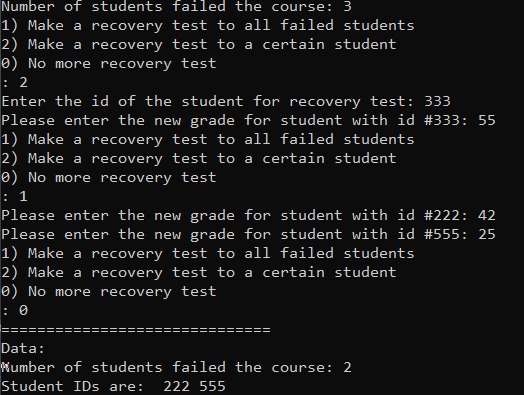 Number of students failed the course: 3
1) Make a recovery test to all failed students
2) Make a recovery test to a certain student
0) No more recovery test
: 2
Enter the id of the student for recovery test: 333
Please enter the new grade for student with id #333: 55
1) Make a recovery test to all failed students
2) Make a recovery test to a certain student
0) No more recovery test
: 1
Please enter the new grade for student with id #222: 42
Please enter the new grade for student with id #555: 25
1) Make a recovery test to all failed students
2) Make a recovery test to a certain student
0) No more recovery test
: 0
==============================
Data:
Number of students failed the course: 2
Student IDs are:  222 555